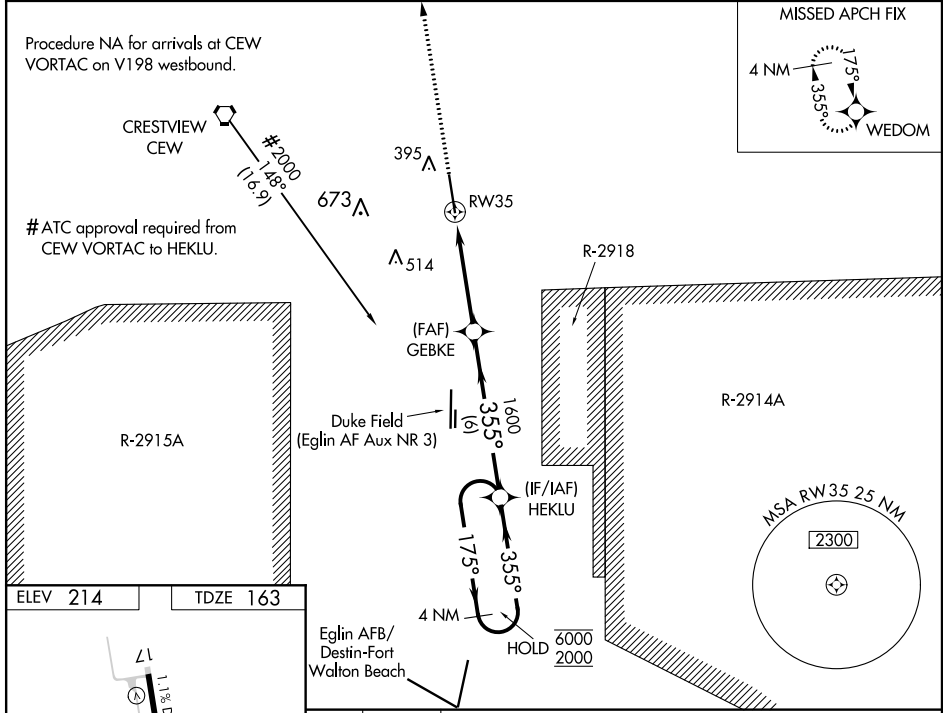 Procedure NA for arrivals at CEW
VORTAC on V198 westbound.
MISSED APCH FIX
4 NM
175°
355°
WEDOM
CRESTVIEW
CEW
#2000
148°
(16.9)
395
673
RW35
#ATC approval required from
CEW VORTAC to HEKLU.
514
R-2918
(FAF)
GEBKE
R-2915A
Duke Field
(Eglin AF Aux NR 3)
1600
355°
(6)
R-2914A
(IF/IAF)
HEKLU
MSA RW35 25 NM
2300
175°
355°
4 NM
HOLD
6000
2000
ELEV 214
TDZE 163
Eglin AFB/
Destin-Fort
Walton Beach
17
1.1%
V